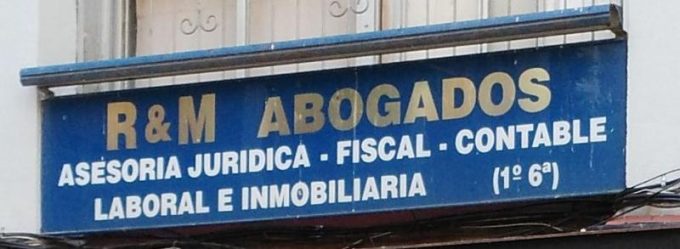 R & M ABOGADOS
ASESORIA JURIDICA - FISCAL - CONTABLE
LABORAL E INMOBILIARIA (1º 6ª)